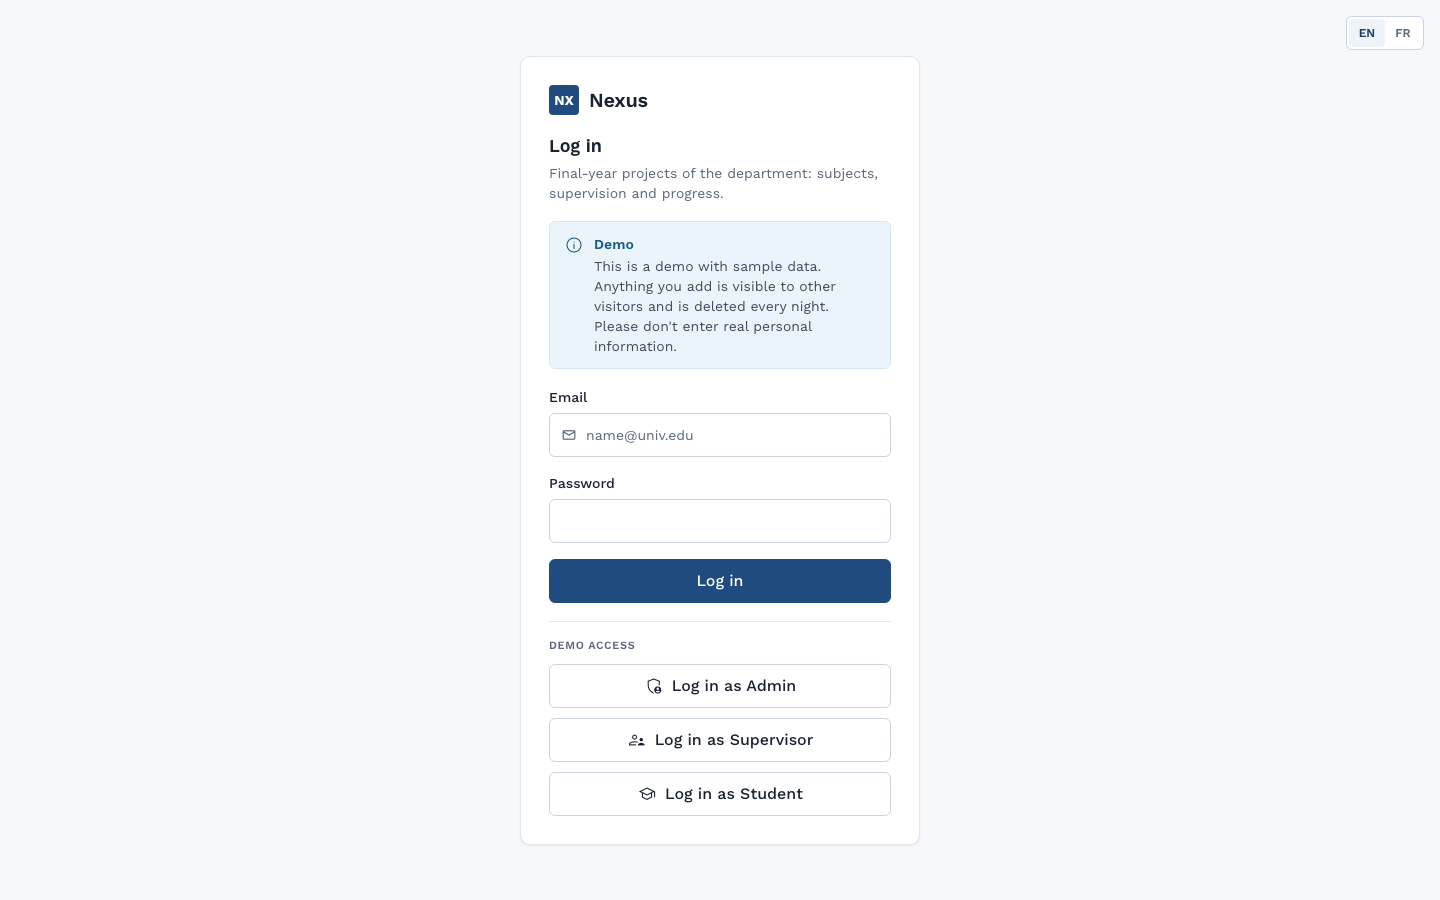 EN FR
NX Nexus
Log in
Final-year projects of the department: subjects,
supervision and progress.
Demo
This is a demo with sample data.
Anything you add is visible to other
visitors and is deleted every night.
Please don't enter real personal
information.
Email
name@univ.edu
Password
Log in
DEMO ACCESS
Log in as Admin
Log in as Supervisor
Log in as Student